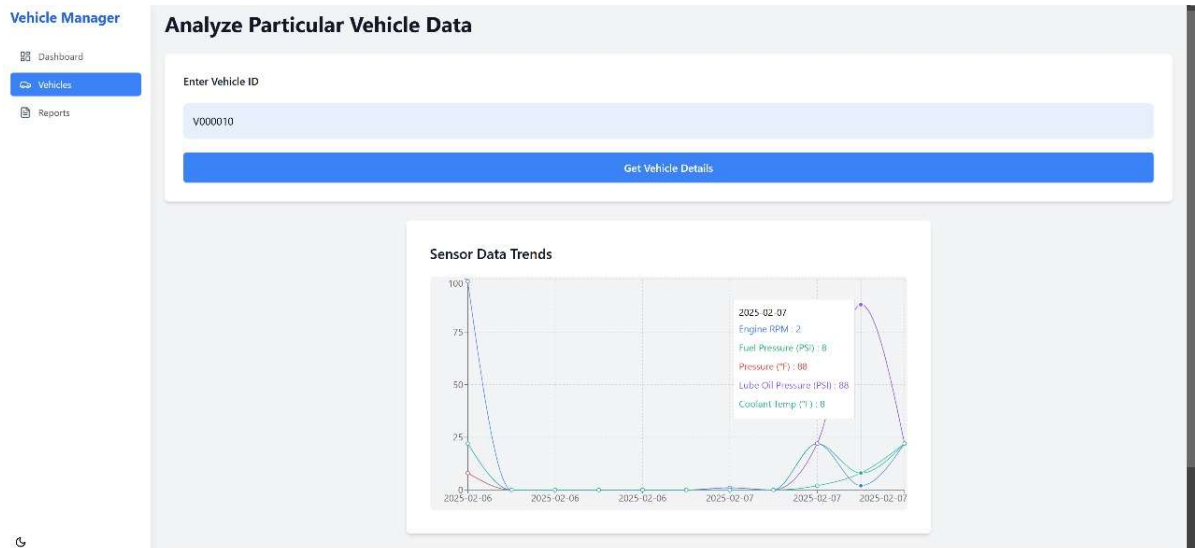 Vehicle Manager
Dashboard
Vehicles
Reports
Analyze Particular Vehicle Data
Enter Vehicle ID
V000010
Get Vehicle Details
Sensor Data Trends
100
75
50
25
0
2025-02-06
2025-02-06
2025-02-06
2025-02-07
2025-02-07
2025-02-07
2025-02-07
Engine RPM : 2
Fuel Pressure (PSI) : 8
Pressure (°F) : 88
Lube Oil Pressure (PSI) : 88
Coolant Temp (°F) : 8